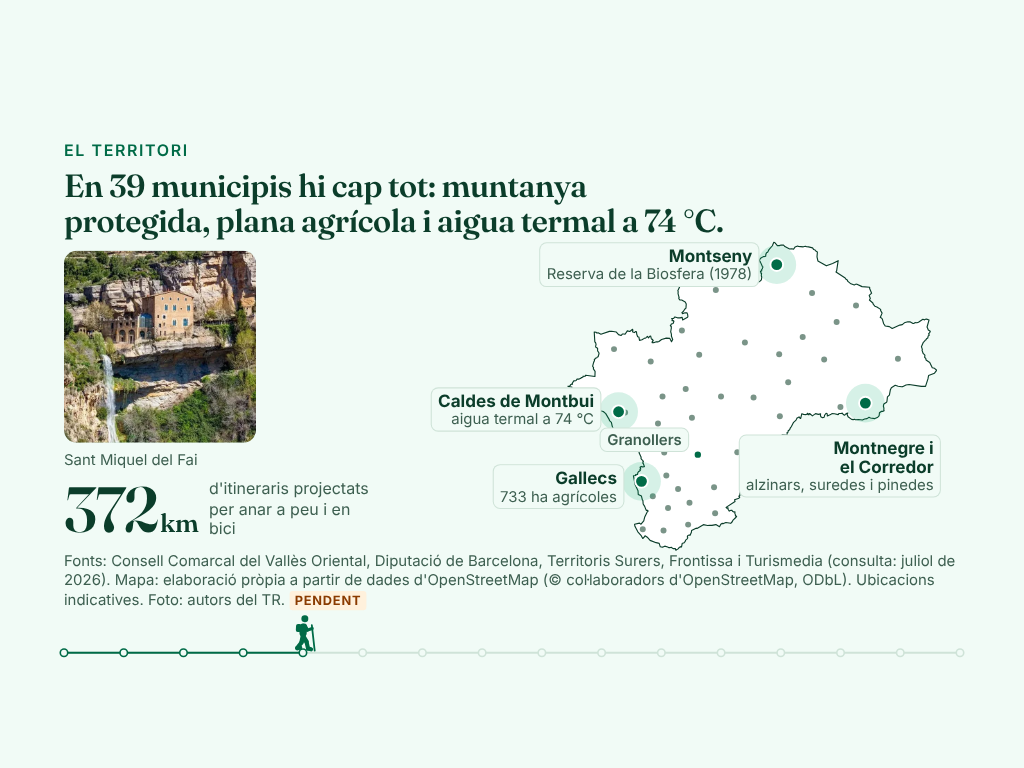 EL TERRITORI
En 39 municipis hi cap tot: muntanya
protegida, plana agrícola i aigua termal a 74 °C.
Montseny
Reserva de la Biosfera (1978)
Caldes de Montbui
aigua termal a 74 °C
Granollers
Montnegre i
el Corredor
alzinars, suredes i pinedes
Gallecs
733 ha agrícoles
Sant Miquel del Fai
372 km
d'itineraris projectats
per anar a peu i en
bici
Fonts: Consell Comarcal del Vallès Oriental, Diputació de Barcelona, Territoris Surers, Frontissa i Turismedia (consulta: juliol de
2026). Mapa: elaboració pròpia a partir de dades d'OpenStreetMap (© col·laboradors d'OpenStreetMap, ODbL). Ubicacions
indicatives. Foto: autors del TR. PENDENT